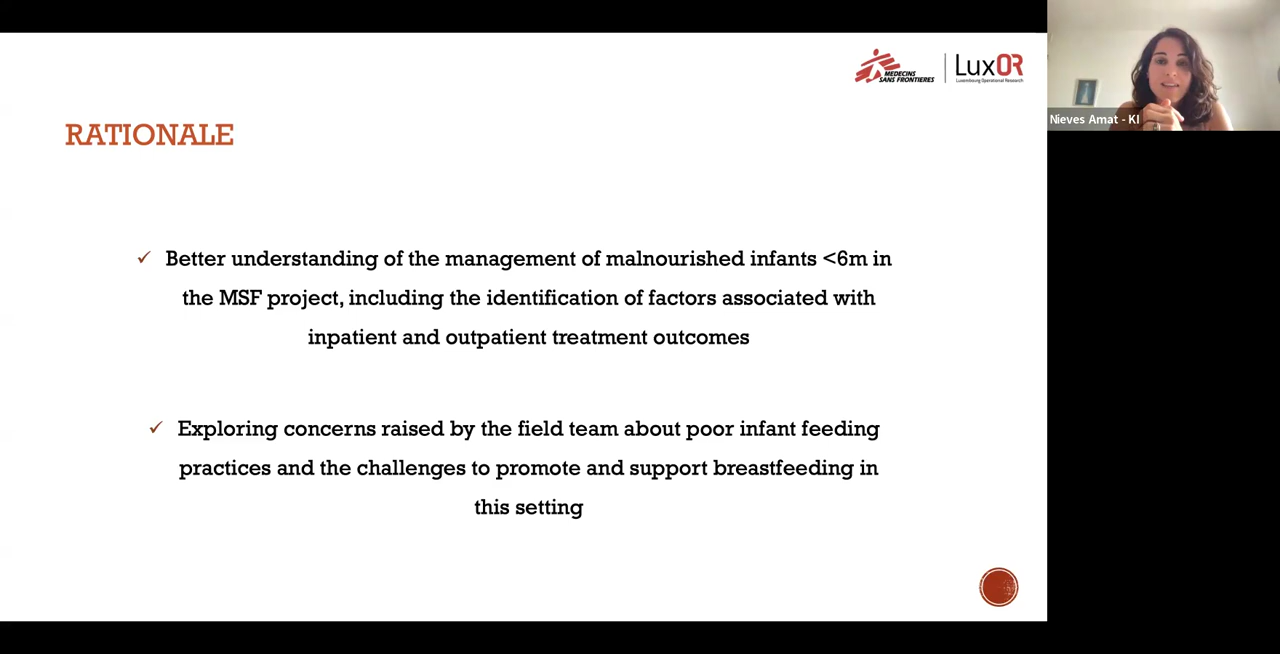 MEDECINS
SANS FRONTIERES
LuxOR
Luxembourg Operational Research
Nieves Amat - KI
RATIONALE
✓ Better understanding of the management of malnourished infants <6m in
the MSF project, including the identification of factors associated with
inpatient and outpatient treatment outcomes
✓ Exploring concerns raised by the field team about poor infant feeding
practices and the challenges to promote and support breastfeeding in
this setting